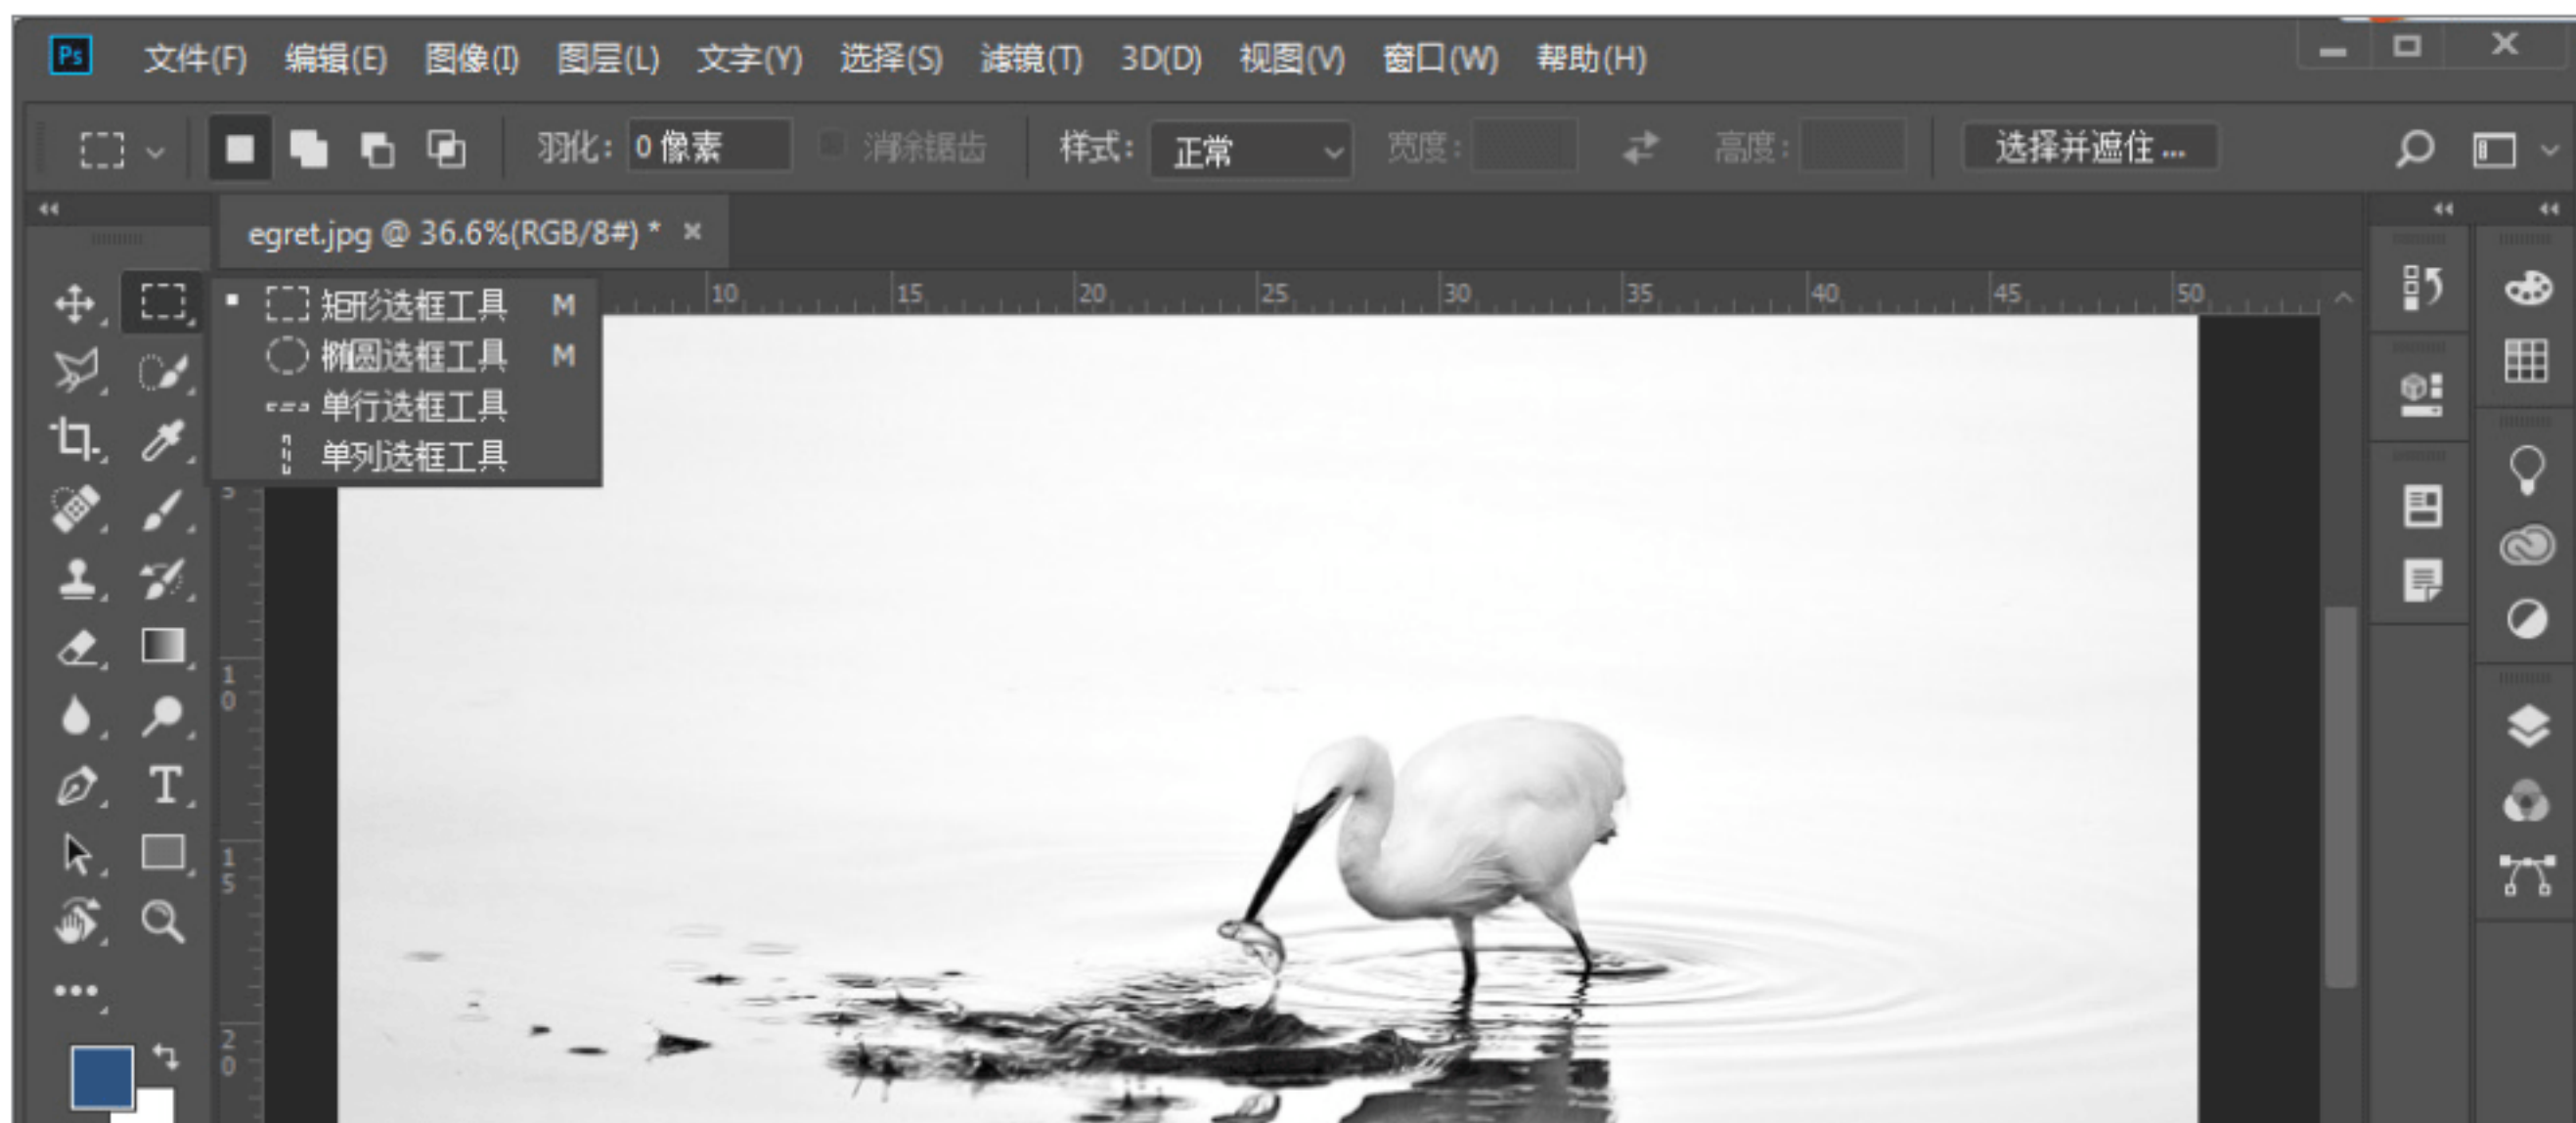 Ps 文件(F) 编辑(E) 图像(I) 图层(L) 文字(Y) 选择(S) 滤镜(T) 3D(D) 视图(V) 窗口(W) 帮助(H)
羽化: 0 像素 消除锯齿 样式: 正常 宽度: 高度: 选择并遮住 ...
egret.jpg @ 36.6%(RGB/8#) *
10 15 20 25 30 35 40 45 50
矩形选框工具 M
椭圆选框工具 M
单行选框工具
单列选框工具
5
10
15
20